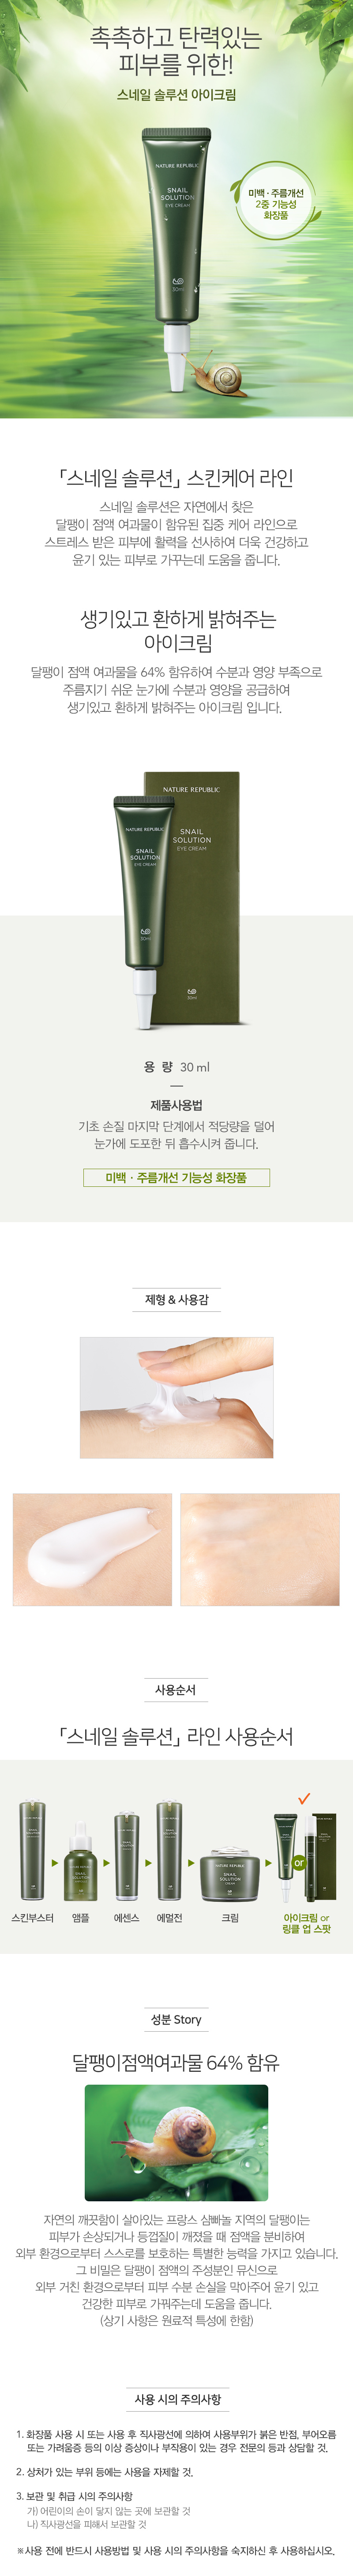 촉촉하고 탄력있는
피부를 위한!
스네일 솔루션 아이크림
NATURE REPUBLIC
SNAIL
SOLUTION
EYE CREAM
30ml
미백 · 주름개선
2중 기능성
화장품
「스네일 솔루션」 스킨케어 라인
스네일 솔루션은 자연에서 찾은
달팽이 점액 여과물이 함유된 집중 케어 라인으로
스트레스 받은 피부에 활력을 선사하여 더욱 건강하고
윤기 있는 피부로 가꾸는데 도움을 줍니다.
생기있고 환하게 밝혀주는
아이크림
달팽이 점액 여과물을 64% 함유하여 수분과 영양 부족으로
주름지기 쉬운 눈가에 수분과 영양을 공급하여
생기있고 환하게 밝혀주는 아이크림 입니다.
NATURE REPUBLIC
SNAIL
SOLUTION
EYE CREAM
30ml
NATURE REPUBLIC
SNAIL
SOLUTION
EYE CREAM
30ml
용 량 30 ml
제품사용법
기초 손질 마지막 단계에서 적당량을 덜어
눈가에 도포한 뒤 흡수시켜 줍니다.
미백 · 주름개선 기능성 화장품
제형 & 사용감
사용순서
「스네일 솔루션」 라인 사용순서
NATURE REPUBLIC
SNAIL
SOLUTION
CREAM
or
스킨부스터
앰플
에센스
에멀전
크림
아이크림 or
링클 업 스팟
성분 Story
달팽이점액여과물 64% 함유
자연의 깨끗함이 살아있는 프랑스 심빠뇰 지역의 달팽이는
피부가 손상되거나 등껍질이 깨졌을 때 점액을 분비하여
외부 환경으로부터 스스로를 보호하는 특별한 능력을 가지고 있습니다.
그 비밀은 달팽이 점액의 주성분인 뮤신으로
외부 거친 환경으로부터 피부 수분 손실을 막아주어 윤기 있고
건강한 피부로 가꿔주는데 도움을 줍니다.
(상기 사항은 원료적 특성에 한함)
사용 시의 주의사항
1. 화장품 사용 시 또는 사용 후 직사광선에 의하여 사용부위가 붉은 반점, 부어오름
또는 가려움증 등의 이상 증상이나 부작용이 있는 경우 전문의 등과 상담할 것.
2. 상처가 있는 부위 등에는 사용을 자제할 것.
3. 보관 및 취급 시의 주의사항
가) 어린이의 손이 닿지 않는 곳에 보관할 것
나) 직사광선을 피해서 보관할 것
※사용 전에 반드시 사용방법 및 사용 시의 주의사항을 숙지하신 후 사용하십시오.